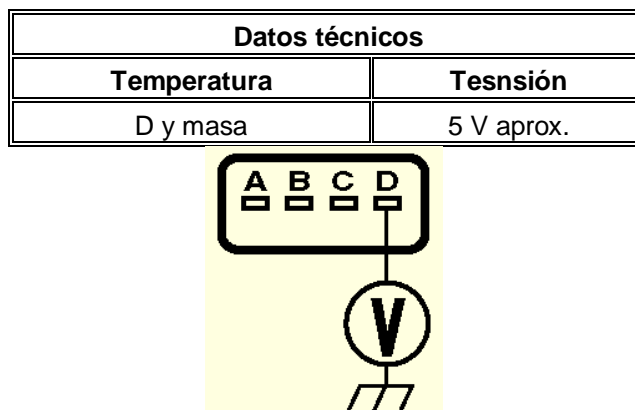 Datos técnicos
Temperatura Tesnsión
D y masa 5 V aprox.
A B C D
V